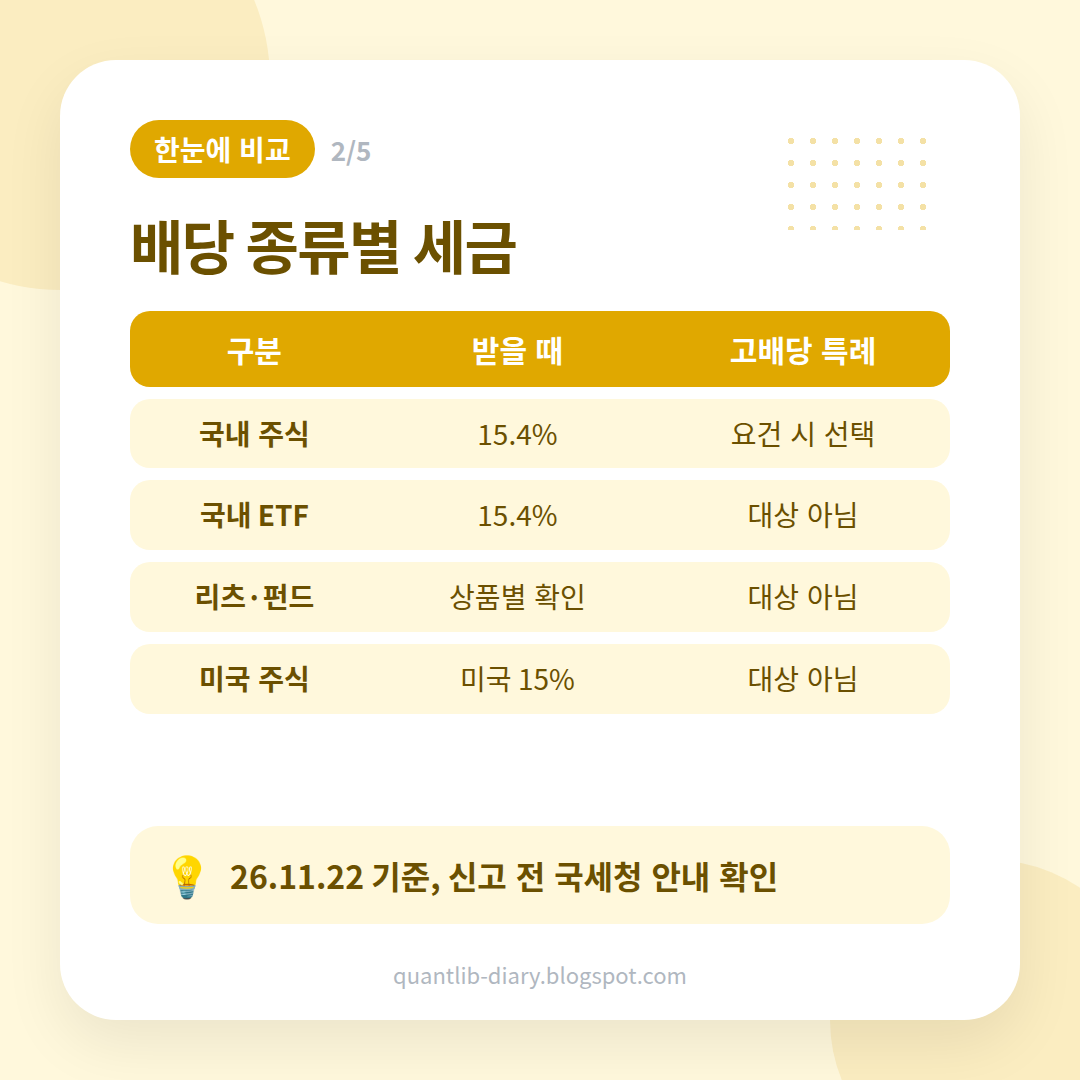 한눈에 비교 2/5
배당 종류별 세금
구분 받을 때 고배당 특례
국내 주식 15.4% 요건 시 선택
국내 ETF 15.4% 대상 아님
리츠·펀드 상품별 확인 대상 아님
미국 주식 미국 15% 대상 아님
26.11.22 기준, 신고 전 국세청 안내 확인
quantlib-diary.blogspot.com